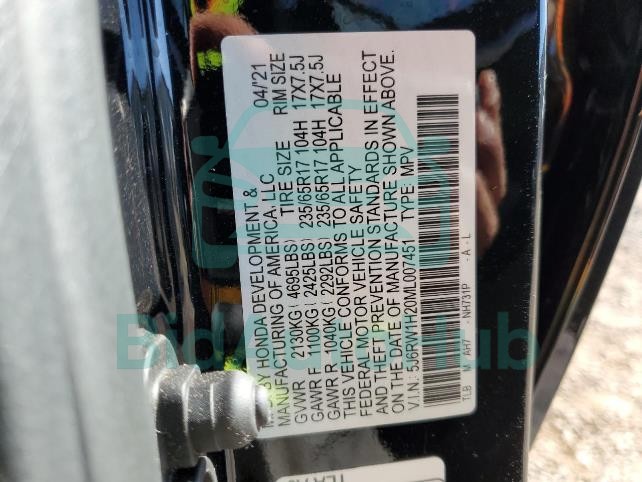 BY HONDA DEVELOPMENT & 04/'21
MANUFACTURING OF AMERICA, LLC TIRE SIZE RIM SIZE
GVWR 2130KG (4695LBS) 235/65R17 104H 17X7.5J
GAWR F 1100KG (2425LBS) 235/65R17 104H 17X7.5J
GAWR R 1040KG (2292LBS)
THIS VEHICLE CONFORMS TO ALL APPLICABLE
FEDERAL MOTOR VEHICLE SAFETY
AND THEFT PREVENTION STANDARDS IN EFFECT
ON THE DATE OF MANUFACTURE SHOWN ABOVE.
V.I.N.: 5J6RW1H20ML007451 TYPE: MPV
TLB M AH7 NH731P - A - L
Bid Auto Hub